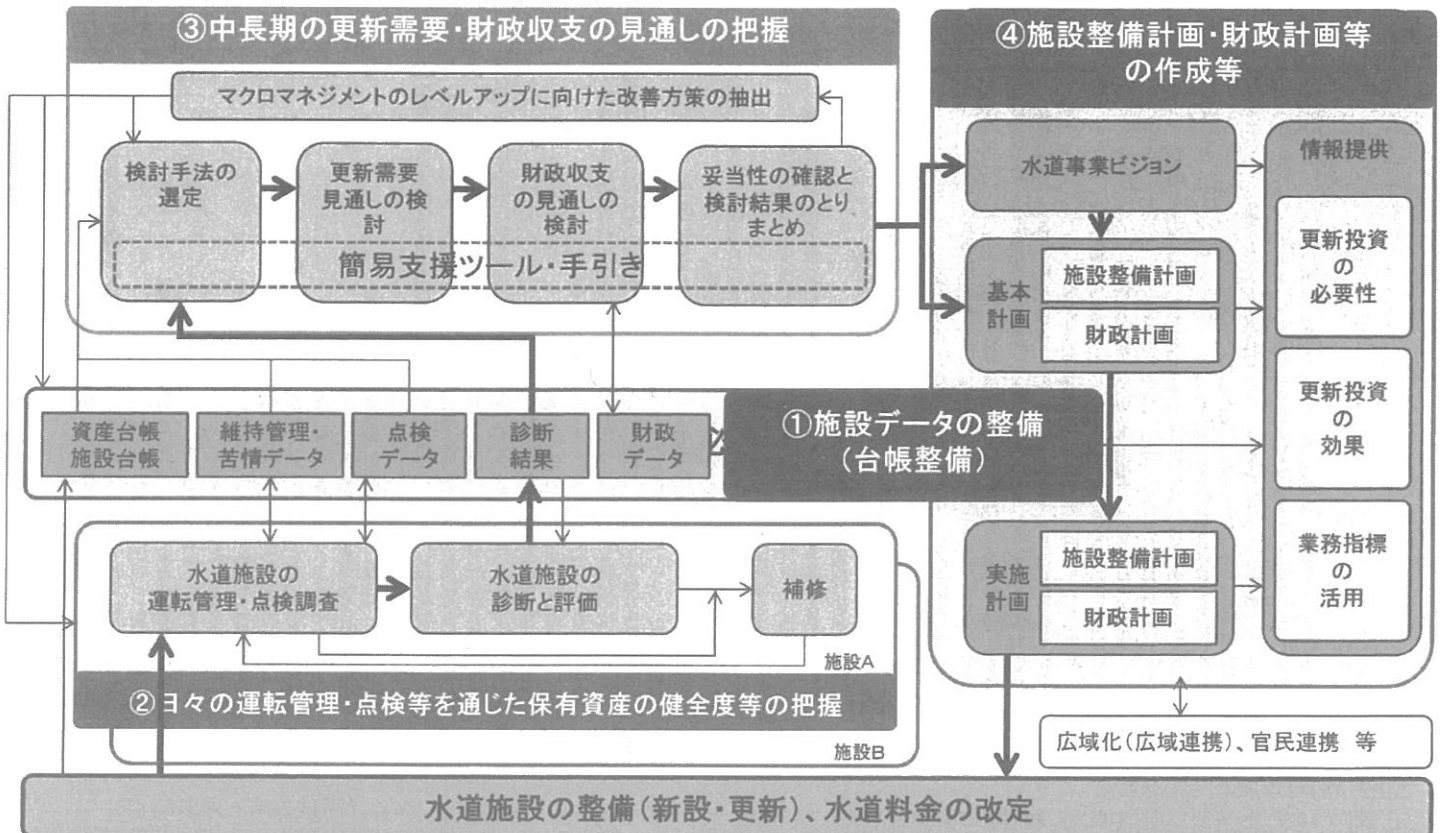 ③中長期の更新需要・財政収支の見通しの把握
マクロマネジメントのレベルアップに向けた改善方策の抽出
検討手法の
選定
更新需要
見通しの検
討
財政収支
の見通しの
検討
妥当性の確認と
検討結果のとり
まとめ
簡易支援ツール・手引き
④施設整備計画・財政計画等
の作成等
水道事業ビジョン
基本
計画
施設整備計画
財政計画
実施
計画
施設整備計画
財政計画
情報提供
更新投資
の
必要性
更新投資
の
効果
業務指標
の
活用
資産台帳
施設台帳
維持管理・
苦情データ
点検
データ
診断
結果
財政
データ
①施設データの整備
(台帳整備)
水道施設の
運転管理・点検調査
水道施設の
診断と評価
補修
施設A
②日々の運転管理・点検等を通じた保有資産の健全度等の把握
施設B
広域化(広域連携)、官民連携 等
水道施設の整備(新設・更新)、水道料金の改定